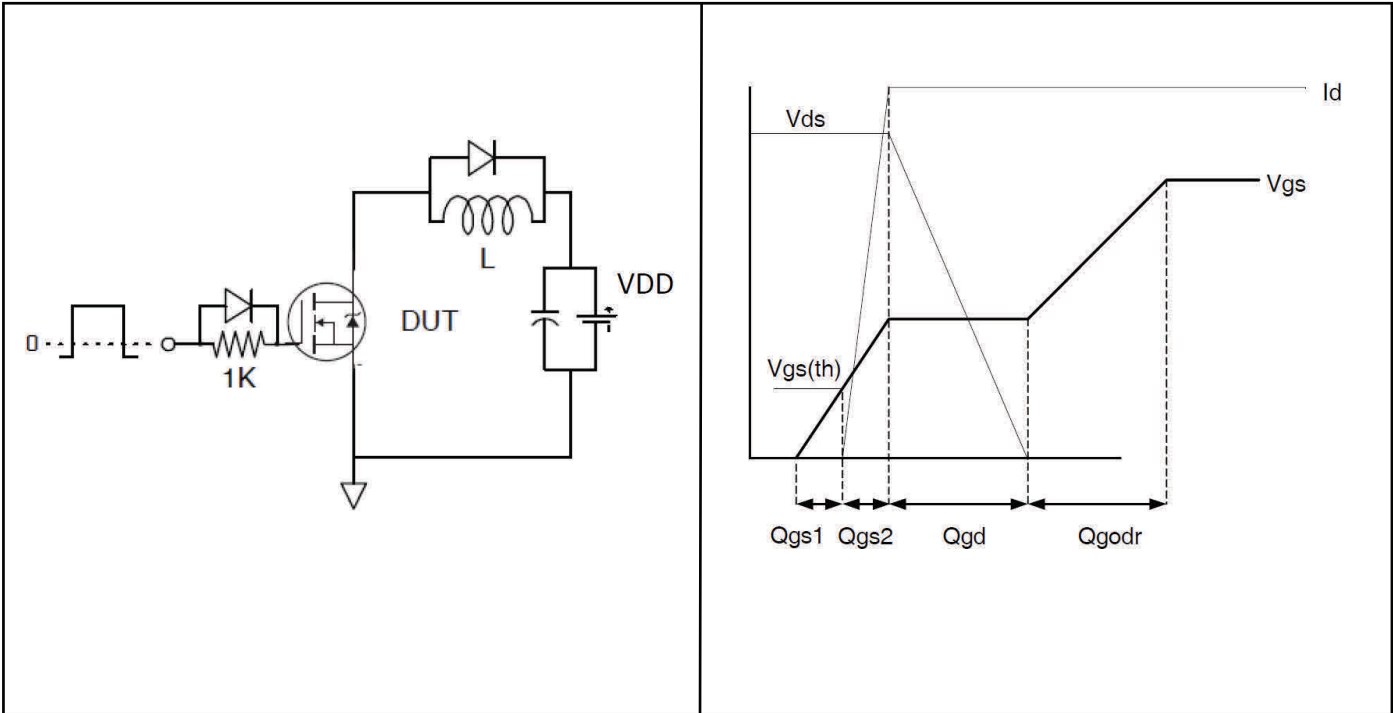 L
VDD
DUT
0
1K
Id
Vds
Vgs
Vgs(th)
Qgs1 Qgs2 Qgd Qgodr